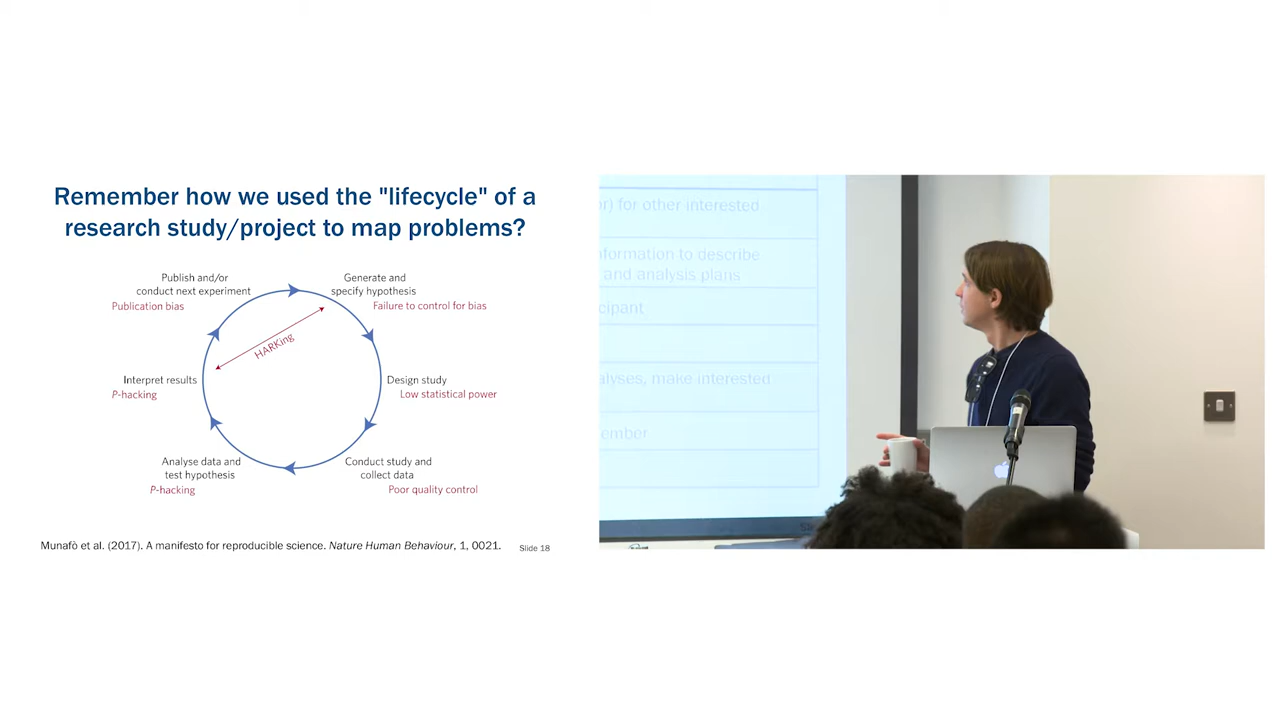 Remember how we used the "lifecycle" of a
research study/project to map problems?
Publish and/or
conduct next experiment
Publication bias
Generate and
specify hypothesis
Failure to control for bias
HARKing
Interpret results
P-hacking
Design study
Low statistical power
Analyse data and
test hypothesis
P-hacking
Conduct study and
collect data
Poor quality control
Munafò et al. (2017). A manifesto for reproducible science. Nature Human Behaviour, 1, 0021.
Slide 18
for other interested
to describe
and analysis plans
make interested